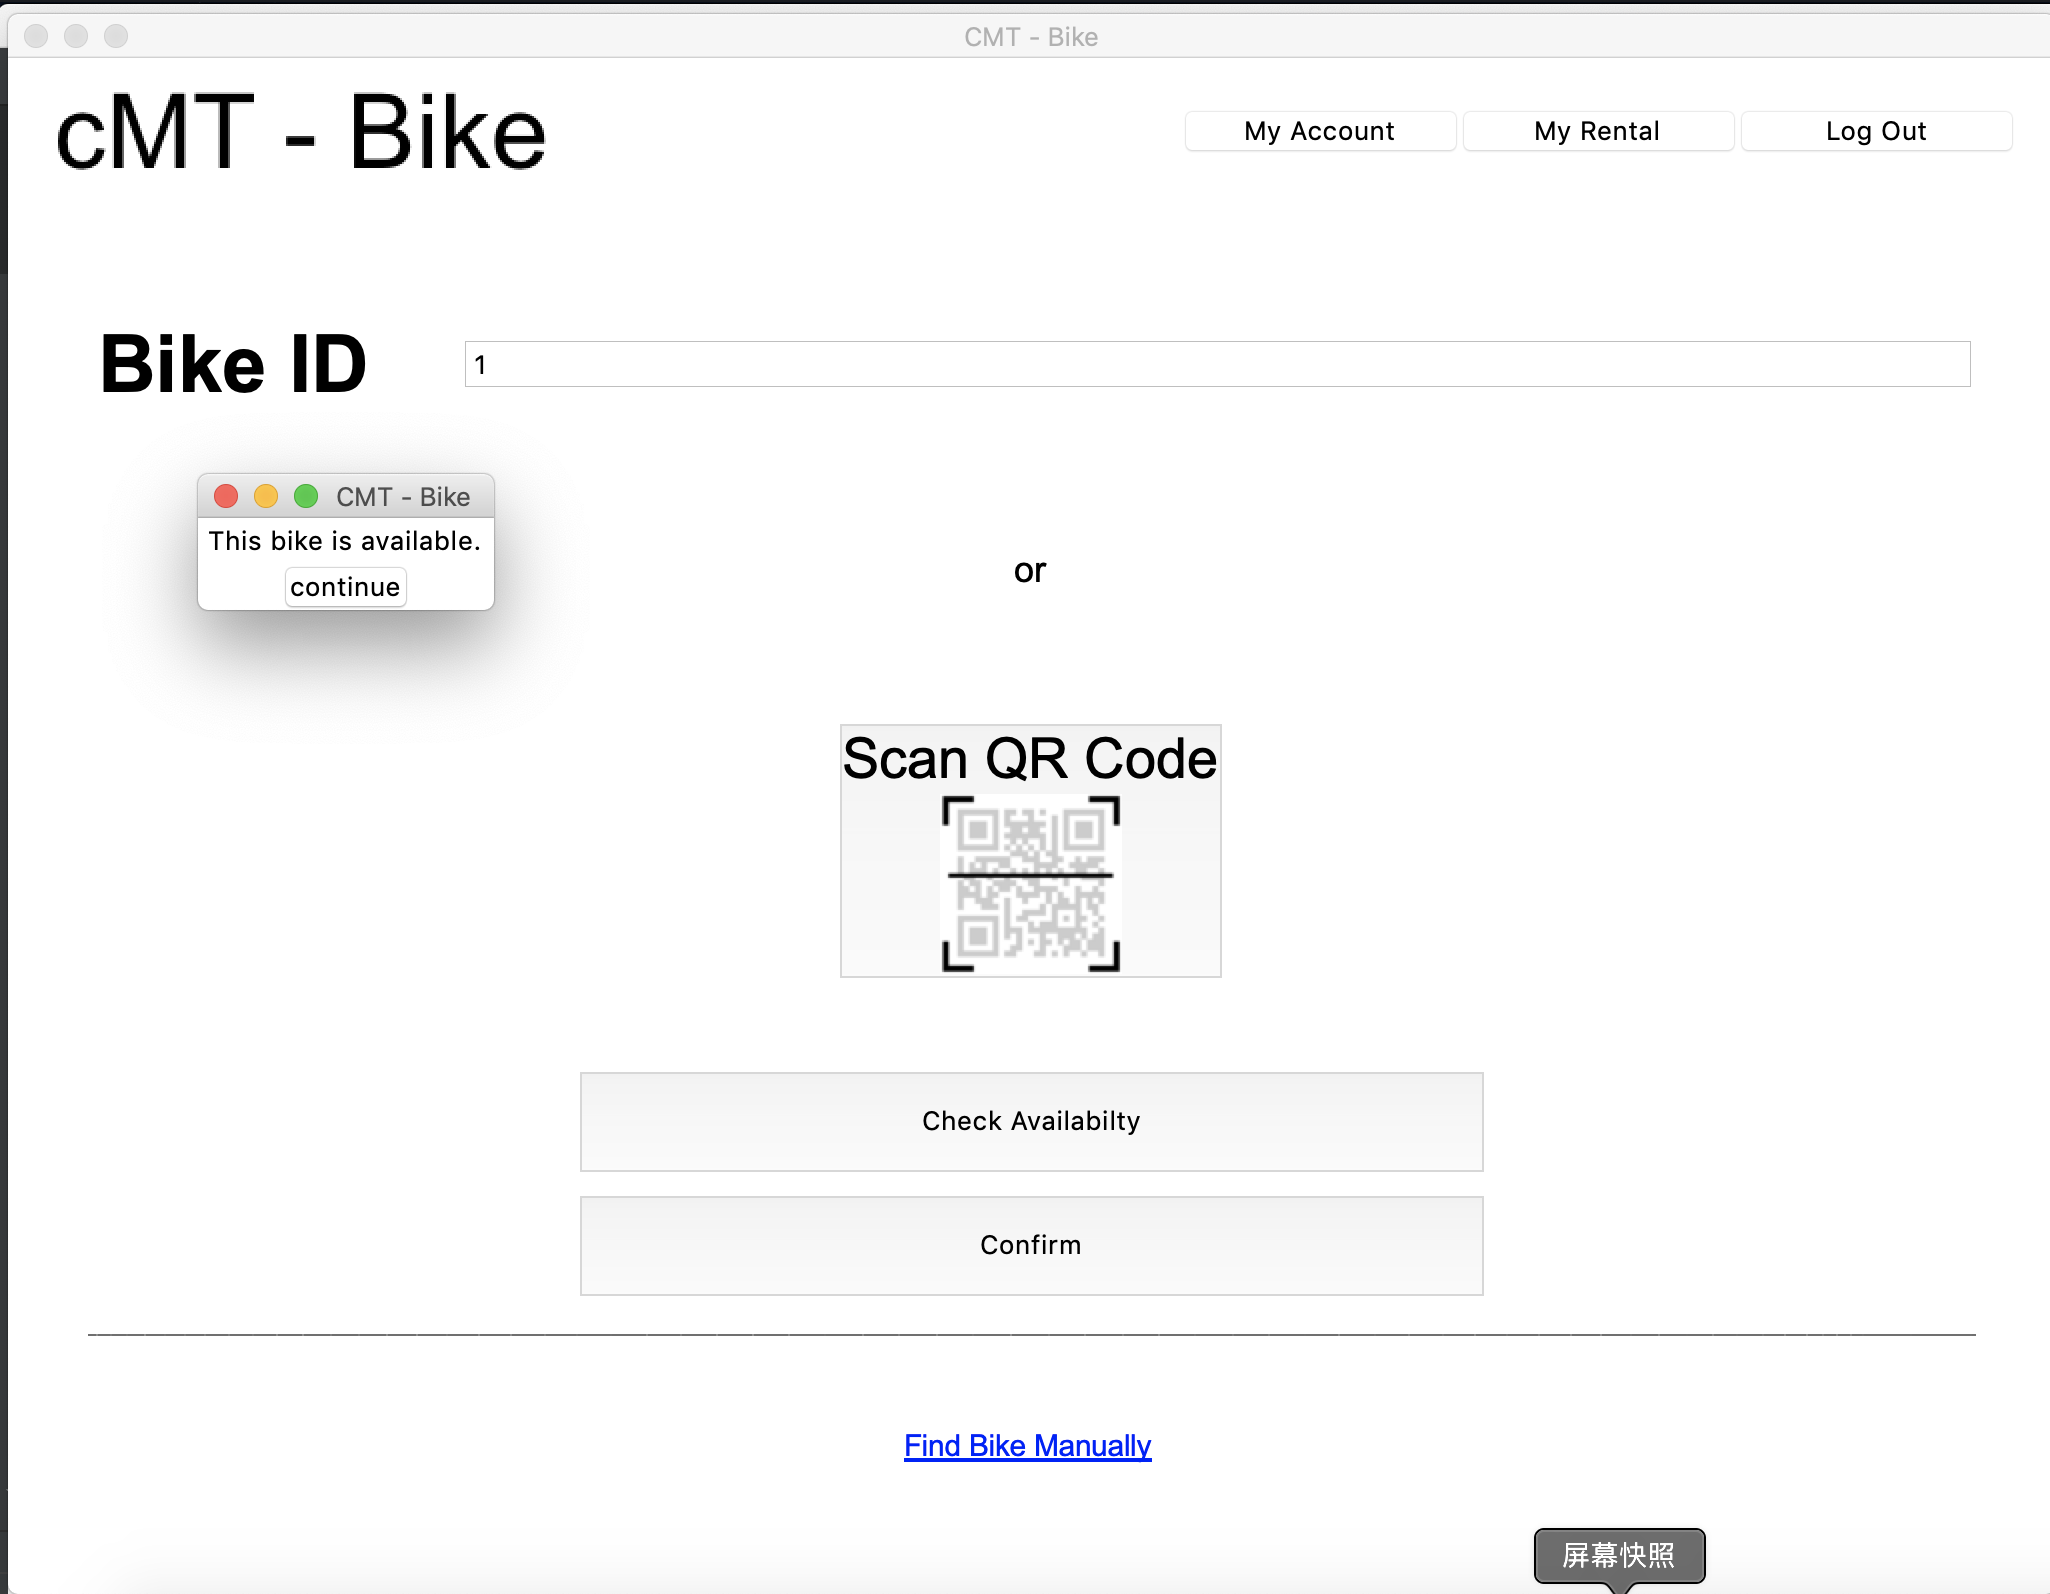 CMT - Bike
cMT - Bike
My Account
My Rental
Log Out
Bike ID
1
CMT - Bike
This bike is available.
continue
or
Scan QR Code
Check Availabilty
Confirm
Find Bike Manually
屏幕快照